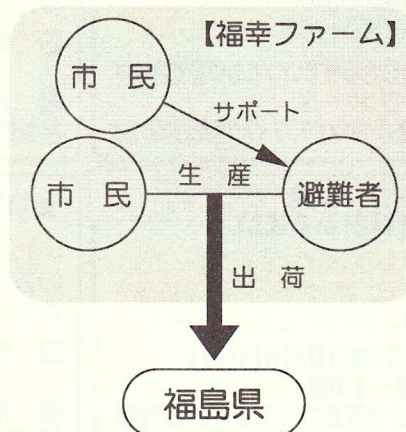 【福幸ファーム】
市民
サポート
市民
生産
避難者
出荷
福島県